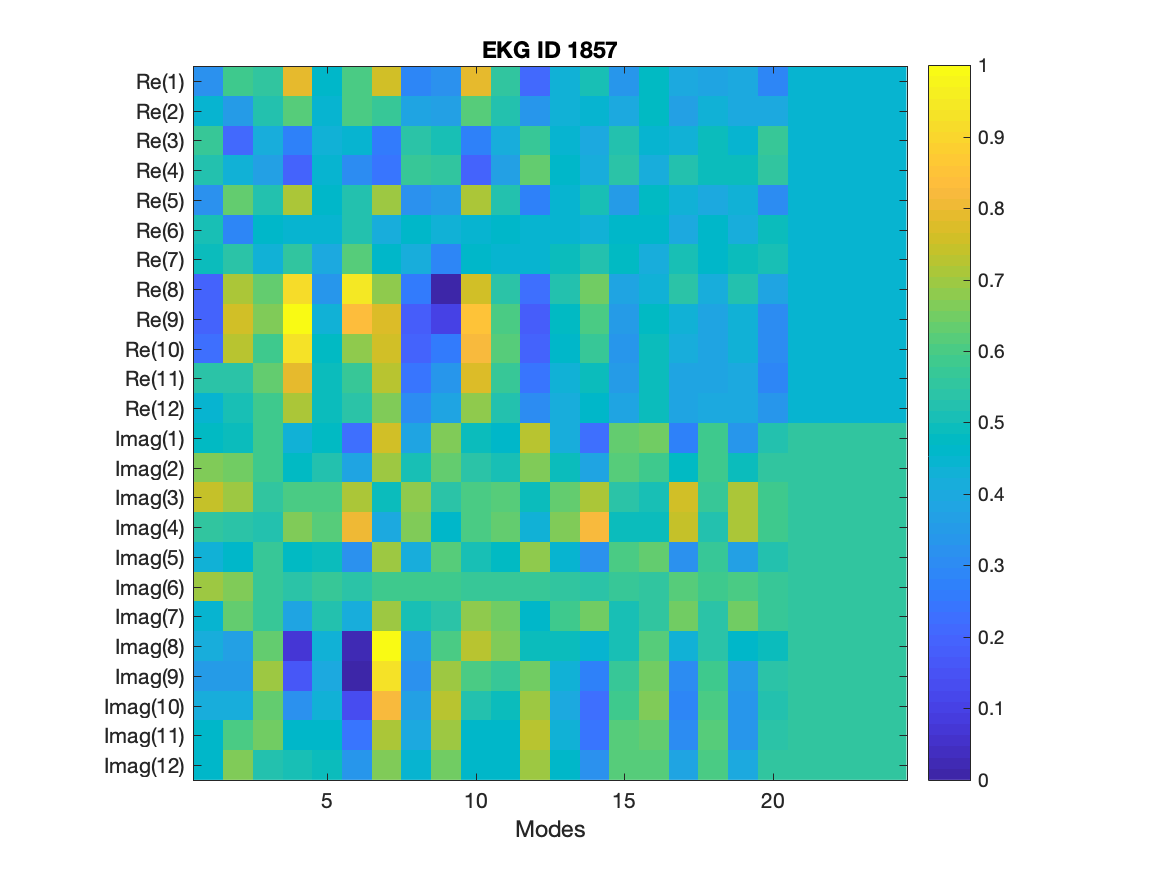 EKG ID 1857
Re(1)
Re(2)
Re(3)
Re(4)
Re(5)
Re(6)
Re(7)
Re(8)
Re(9)
Re(10)
Re(11)
Re(12)
Imag(1)
Imag(2)
Imag(3)
Imag(4)
Imag(5)
Imag(6)
Imag(7)
Imag(8)
Imag(9)
Imag(10)
Imag(11)
Imag(12)
5 10 15 20
Modes
1
0.9
0.8
0.7
0.6
0.5
0.4
0.3
0.2
0.1
0